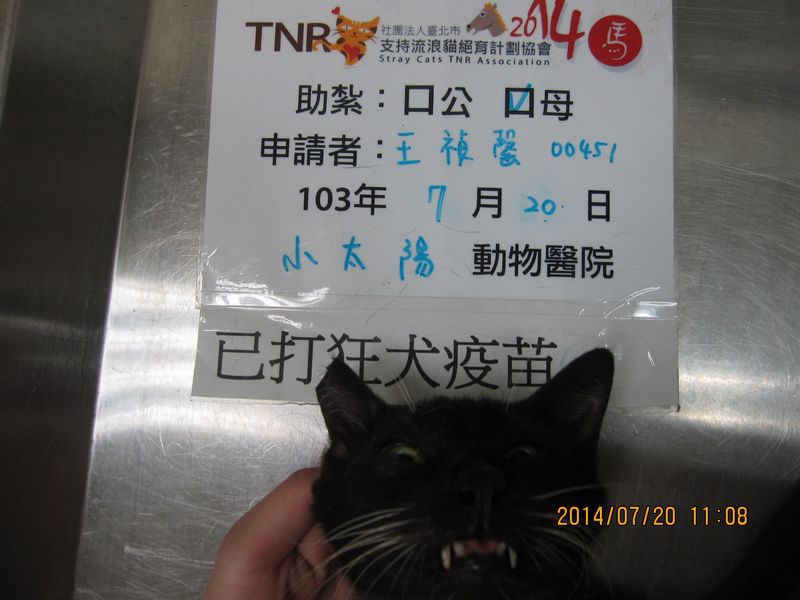 TNR 社團法人臺北市 2014 馬
支持流浪貓絕育計劃協會
Stray Cats TNR Association
助紮：口公 口母
申請者：王禎馨 00451
103年 7月20日
小太陽 動物醫院
已打狂犬疫苗
2014/07/20 11:08